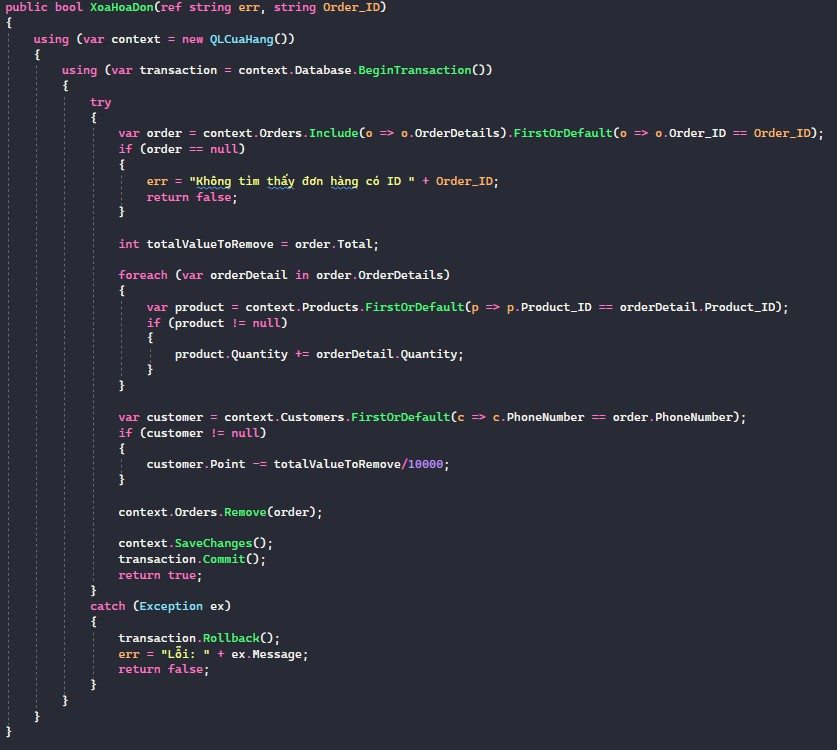 public bool XoaHoaDon(ref string err, string Order_ID)
{
    using (var context = new QLCuaHang())
    {
        using (var transaction = context.Database.BeginTransaction())
        {
            try
            {
                var order = context.Orders.Include(o => o.OrderDetails).FirstOrDefault(o => o.Order_ID == Order_ID);
                if (order == null)
                {
                    err = "Không tìm thấy đơn hàng có ID " + Order_ID;
                    return false;
                }

                int totalValueToRemove = order.Total;

                foreach (var orderDetail in order.OrderDetails)
                {
                    var product = context.Products.FirstOrDefault(p => p.Product_ID == orderDetail.Product_ID);
                    if (product != null)
                    {
                        product.Quantity += orderDetail.Quantity;
                    }
                }

                var customer = context.Customers.FirstOrDefault(c => c.PhoneNumber == order.PhoneNumber);
                if (customer != null)
                {
                    customer.Point -= totalValueToRemove/10000;
                }

                context.Orders.Remove(order);

                context.SaveChanges();
                transaction.Commit();
                return true;
            }
            catch (Exception ex)
            {
                transaction.Rollback();
                err = "Lỗi: " + ex.Message;
                return false;
            }
        }
    }
}